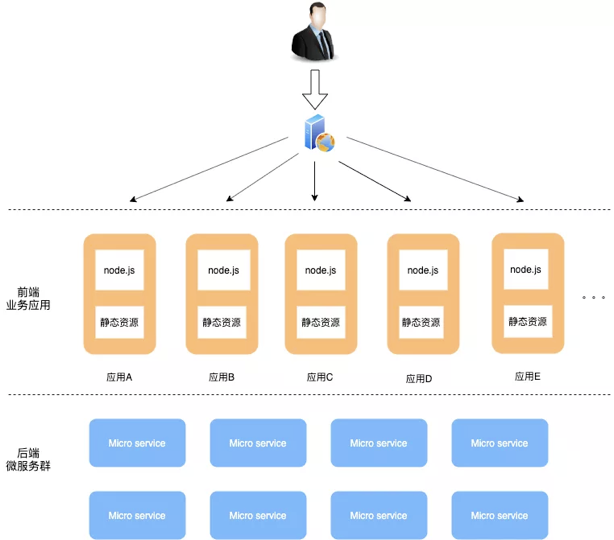 前端
业务应用
node.js
静态资源
应用A
node.js
静态资源
应用B
node.js
静态资源
应用C
node.js
静态资源
应用D
node.js
静态资源
应用E
后端
微服务群
Micro service
Micro service
Micro service
Micro service
Micro service
Micro service
Micro service
Micro service